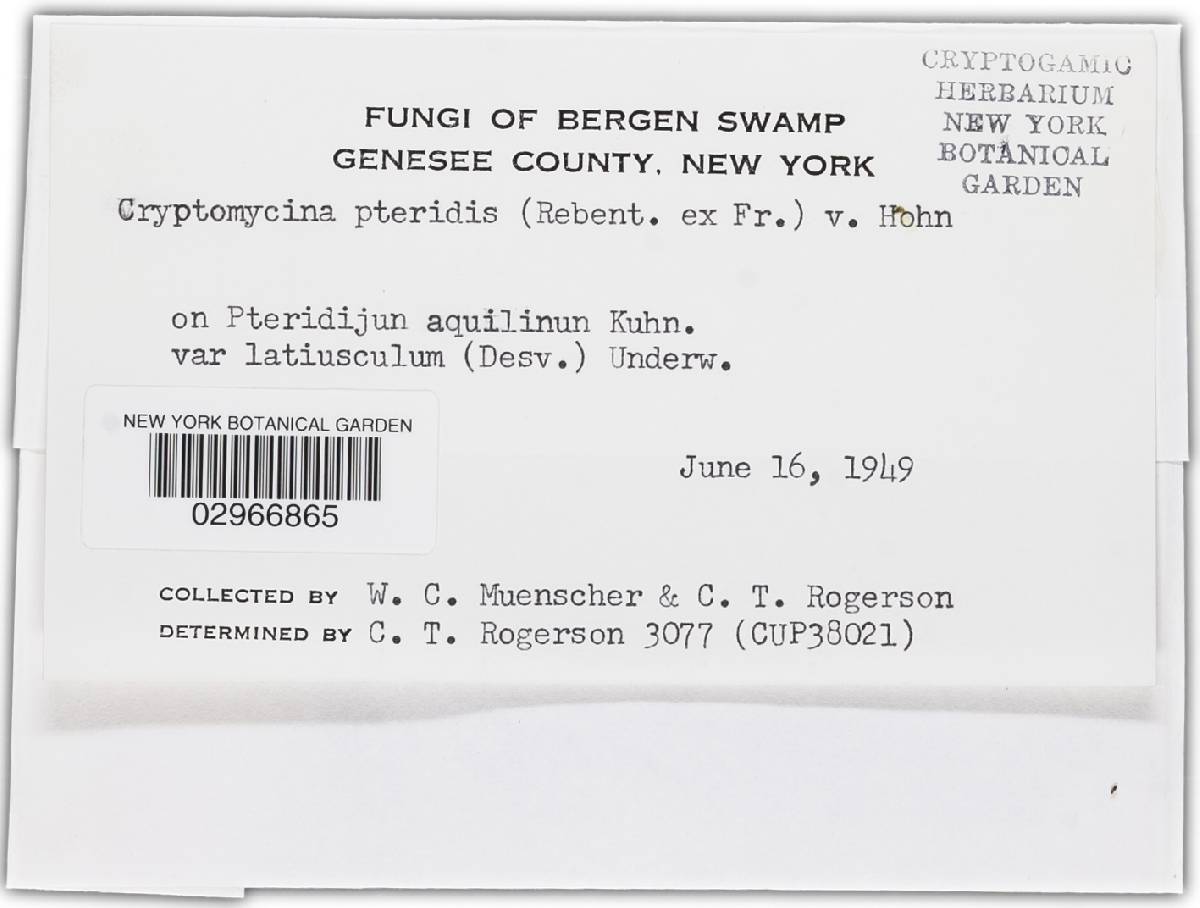 CRYPTOGAMIC
HERBARIUM
NEW YORK
BOTANICAL
GARDEN
FUNGI OF BERGEN SWAMP
GENESEE COUNTY, NEW YORK
Cryptomycina pteridis (Rebent. ex Fr.) v. Hohn
on Pteridijun aquilinun Kuhn.
var latiusculum (Desv.) Underw.
NEW YORK BOTANICAL GARDEN
02966865
June 16, 1949
COLLECTED BY W. C. Muenscher & C. T. Rogerson
DETERMINED BY C. T. Rogerson 3077 (CUP38021)